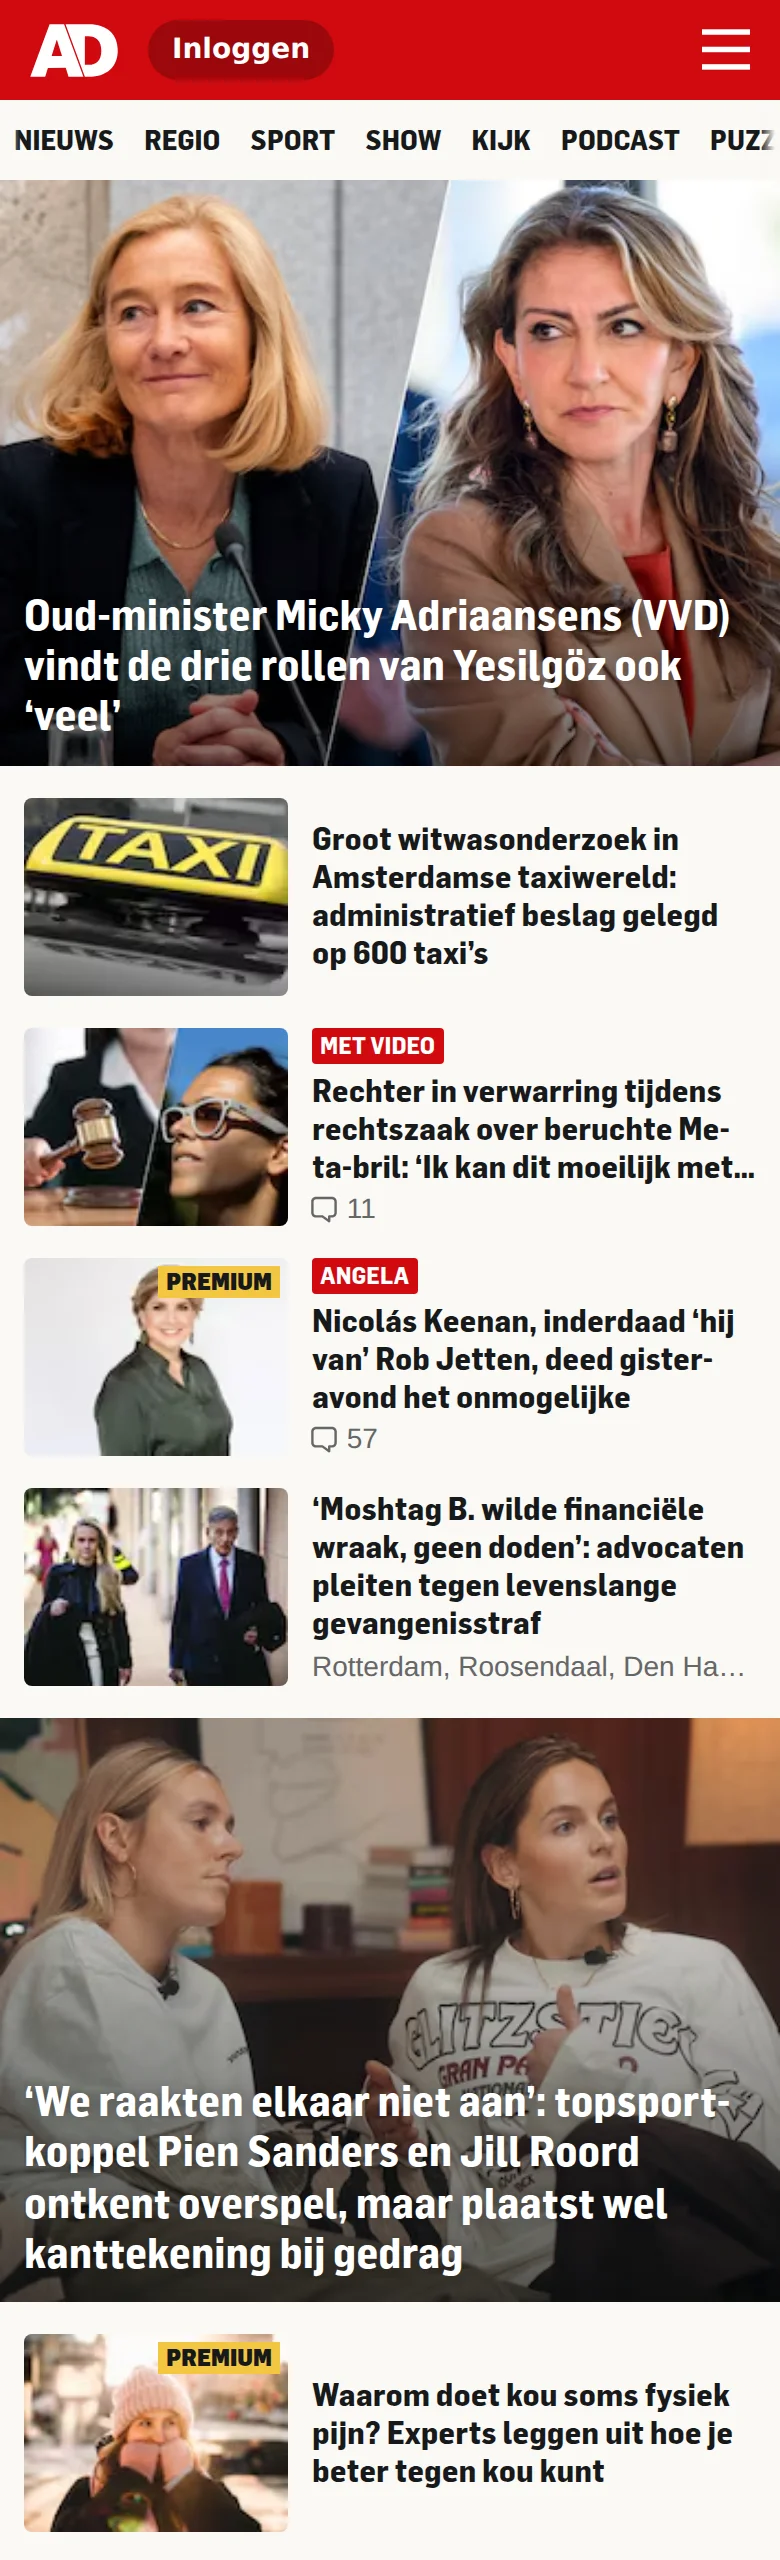 AD
Inloggen
NIEUWS REGIO SPORT SHOW KIJK PODCAST PUZZ
Oud-minister Micky Adriaansens (VVD)
vindt de drie rollen van Yesilgöz ook
‘veel’
TAXI
Groot witwasonderzoek in
Amsterdamse taxiwereld:
administratief beslag gelegd
op 600 taxi’s
MET VIDEO
Rechter in verwarring tijdens
rechtszaak over beruchte Me-
ta-bril: ‘Ik kan dit moeilijk met...
11
PREMIUM
ANGELA
Nicolás Keenan, inderdaad ‘hij
van’ Rob Jetten, deed gister-
avond het onmogelijke
57
‘Moshtag B. wilde financiële
wraak, geen doden’: advocaten
pleiten tegen levenslange
gevangenisstraf
Rotterdam, Roosendaal, Den Ha...
GRAN
‘We raakten elkaar niet aan’: topsport-
koppel Pien Sanders en Jill Roord
ontkent overspel, maar plaatst wel
kanttekening bij gedrag
PREMIUM
Waarom doet kou soms fysiek
pijn? Experts leggen uit hoe je
beter tegen kou kunt